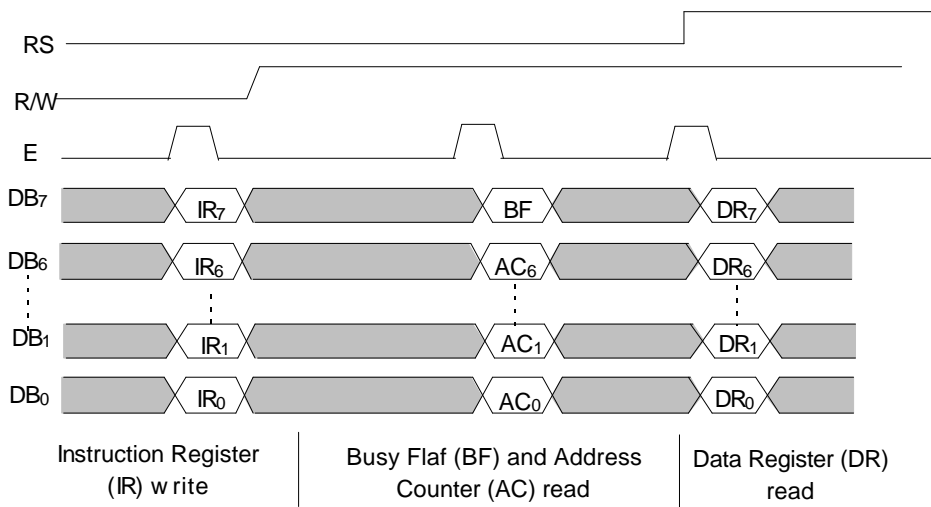 RS
R/W
E
DB7 IR7 BF DR7
DB6 IR6 AC6 DR6
DB1 IR1 AC1 DR1
DB0 IR0 AC0 DR0
Instruction Register
(IR) write
Busy Flaf (BF) and Address
Counter (AC) read
Data Register (DR)
read